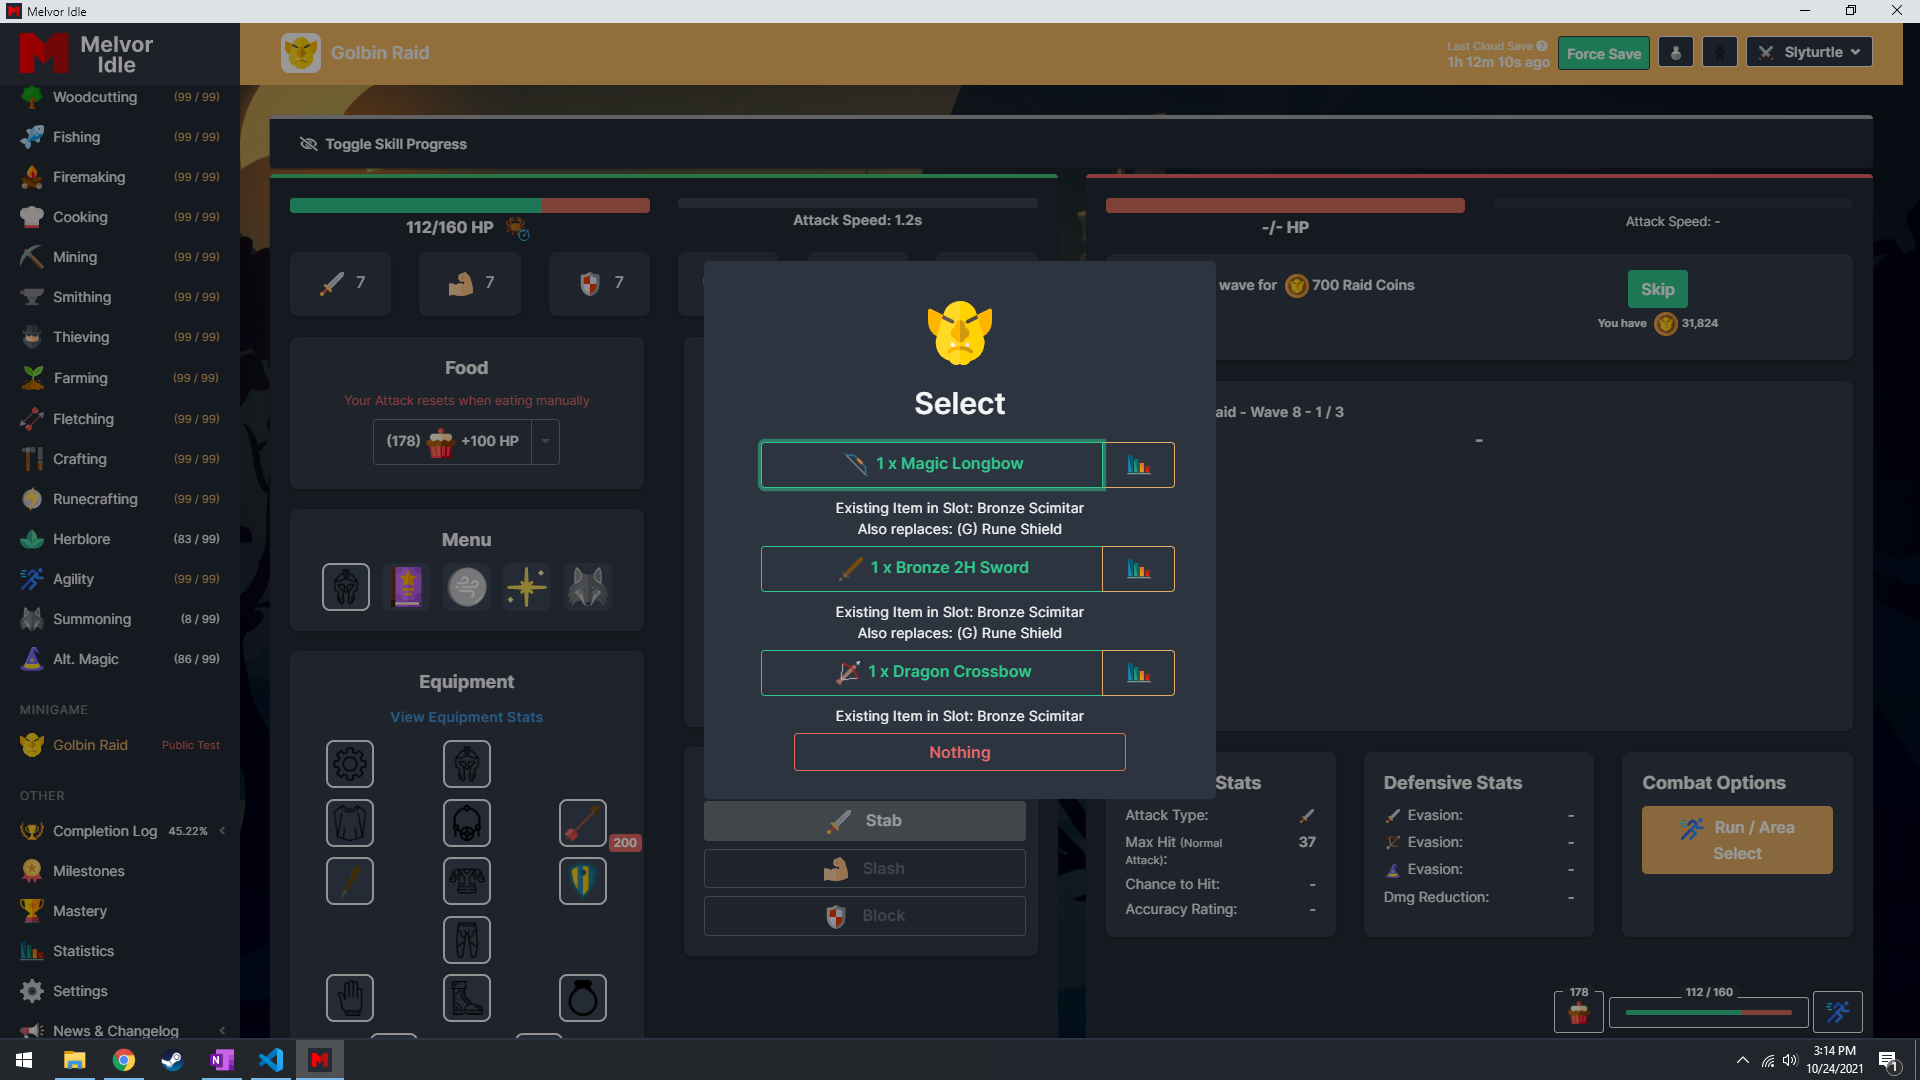 Melvor Idle
Melvor
Idle
Golbin Raid
Last Cloud Save
1h 12m 10s ago
Force Save
Slyturtle
Woodcutting (99 / 99)
Fishing (99 / 99)
Firemaking (99 / 99)
Cooking (99 / 99)
Mining (99 / 99)
Smithing (99 / 99)
Thieving (99 / 99)
Farming (99 / 99)
Fletching (99 / 99)
Crafting (99 / 99)
Runecrafting (99 / 99)
Herblore (83 / 99)
Agility (99 / 99)
Summoning (8 / 99)
Alt. Magic (86 / 99)
MINIGAME
Golbin Raid Public Test
OTHER
Completion Log 45.22%
Milestones
Mastery
Statistics
Settings
News & Changelog
Toggle Skill Progress
112/160 HP
Attack Speed: 1.2s
7
7
7
Food
Your Attack resets when eating manually
(178) +100 HP
Menu
Equipment
View Equipment Stats
200
Stab
Slash
Block
Select
1 x Magic Longbow
Existing Item in Slot: Bronze Scimitar
Also replaces: (G) Rune Shield
1 x Bronze 2H Sword
Existing Item in Slot: Bronze Scimitar
Also replaces: (G) Rune Shield
1 x Dragon Crossbow
Existing Item in Slot: Bronze Scimitar
Nothing
-/- HP
Attack Speed: -
wave for 700 Raid Coins
Skip
You have 31,824
aid - Wave 8 - 1 / 3
-
Stats
Attack Type:
Max Hit (Normal
Attack): 37
Chance to Hit: -
Accuracy Rating: -
Defensive Stats
Evasion: -
Evasion: -
Evasion: -
Dmg Reduction: -
Combat Options
Run / Area
Select
178
112 / 160
3:14 PM
10/24/2021
1